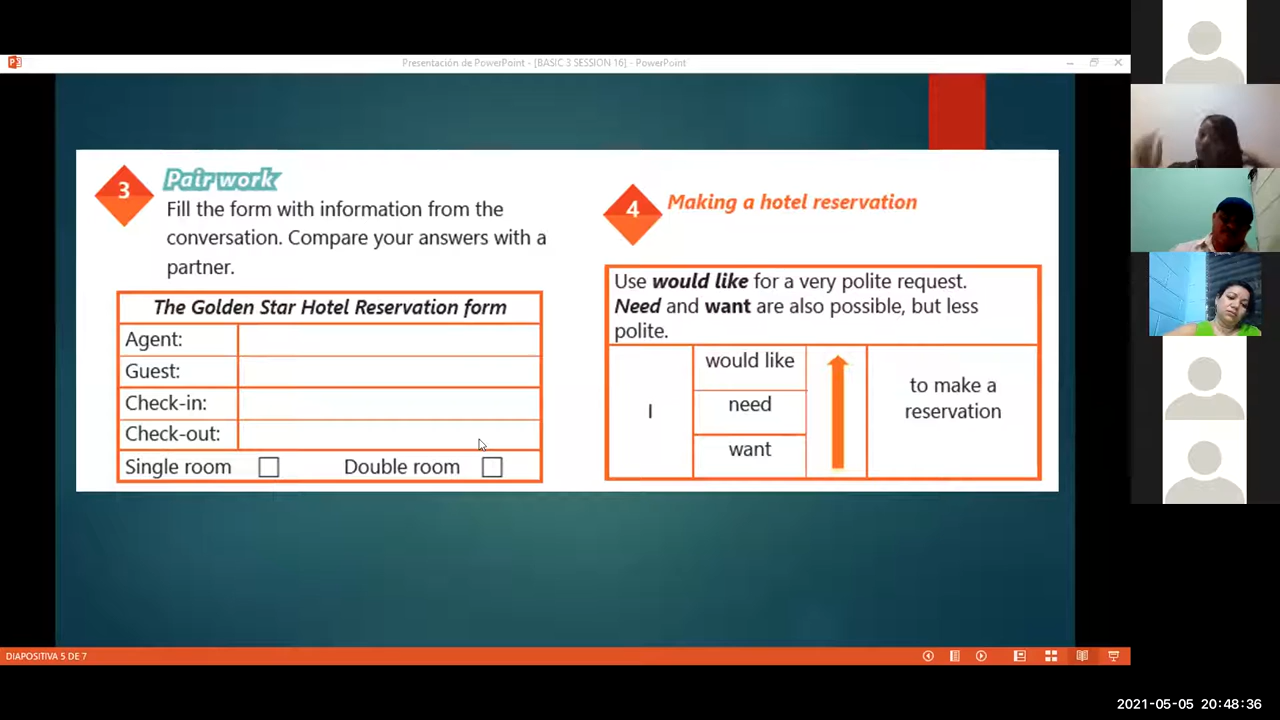 Presentación de PowerPoint - [BASIC 3 SESSION 16] - PowerPoint
3
Pair work
Fill the form with information from the
conversation. Compare your answers with a
partner.
The Golden Star Hotel Reservation form
Agent:
Guest:
Check-in:
Check-out:
Single room
Double room
4
Making a hotel reservation
Use would like for a very polite request.
Need and want are also possible, but less
polite.
I
would like
need
want
to make a
reservation
DIAPOSITIVA 5 DE 7
2021-05-05 20:48:36